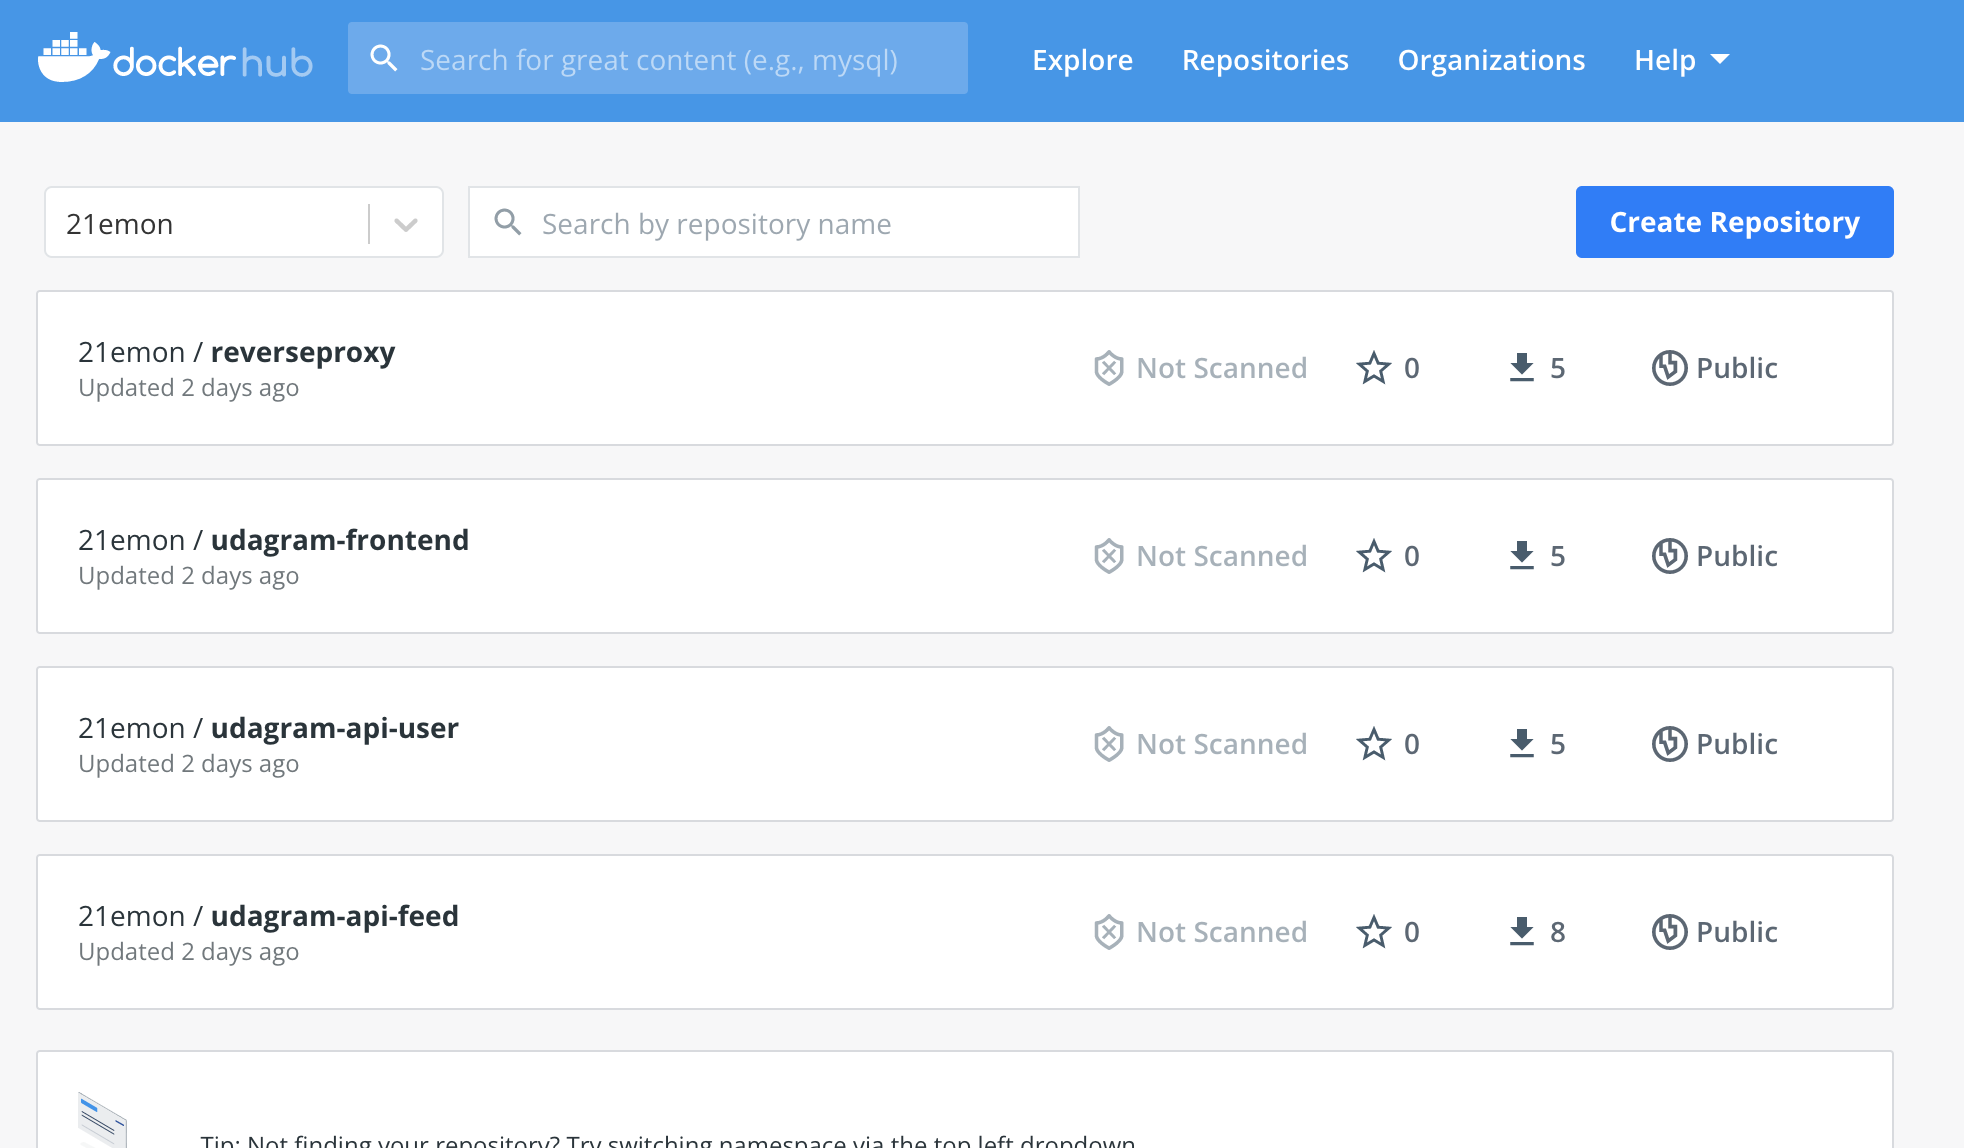 docker hub
Search for great content (e.g., mysql)
Explore
Repositories
Organizations
Help
21emon
Search by repository name
Create Repository
21emon / reverseproxy
Updated 2 days ago
Not Scanned
0
5
Public
21emon / udagram-frontend
Updated 2 days ago
Not Scanned
0
5
Public
21emon / udagram-api-user
Updated 2 days ago
Not Scanned
0
5
Public
21emon / udagram-api-feed
Updated 2 days ago
Not Scanned
0
8
Public
Tip: Not finding your repository? Try switching namespace via the top left dropdown.